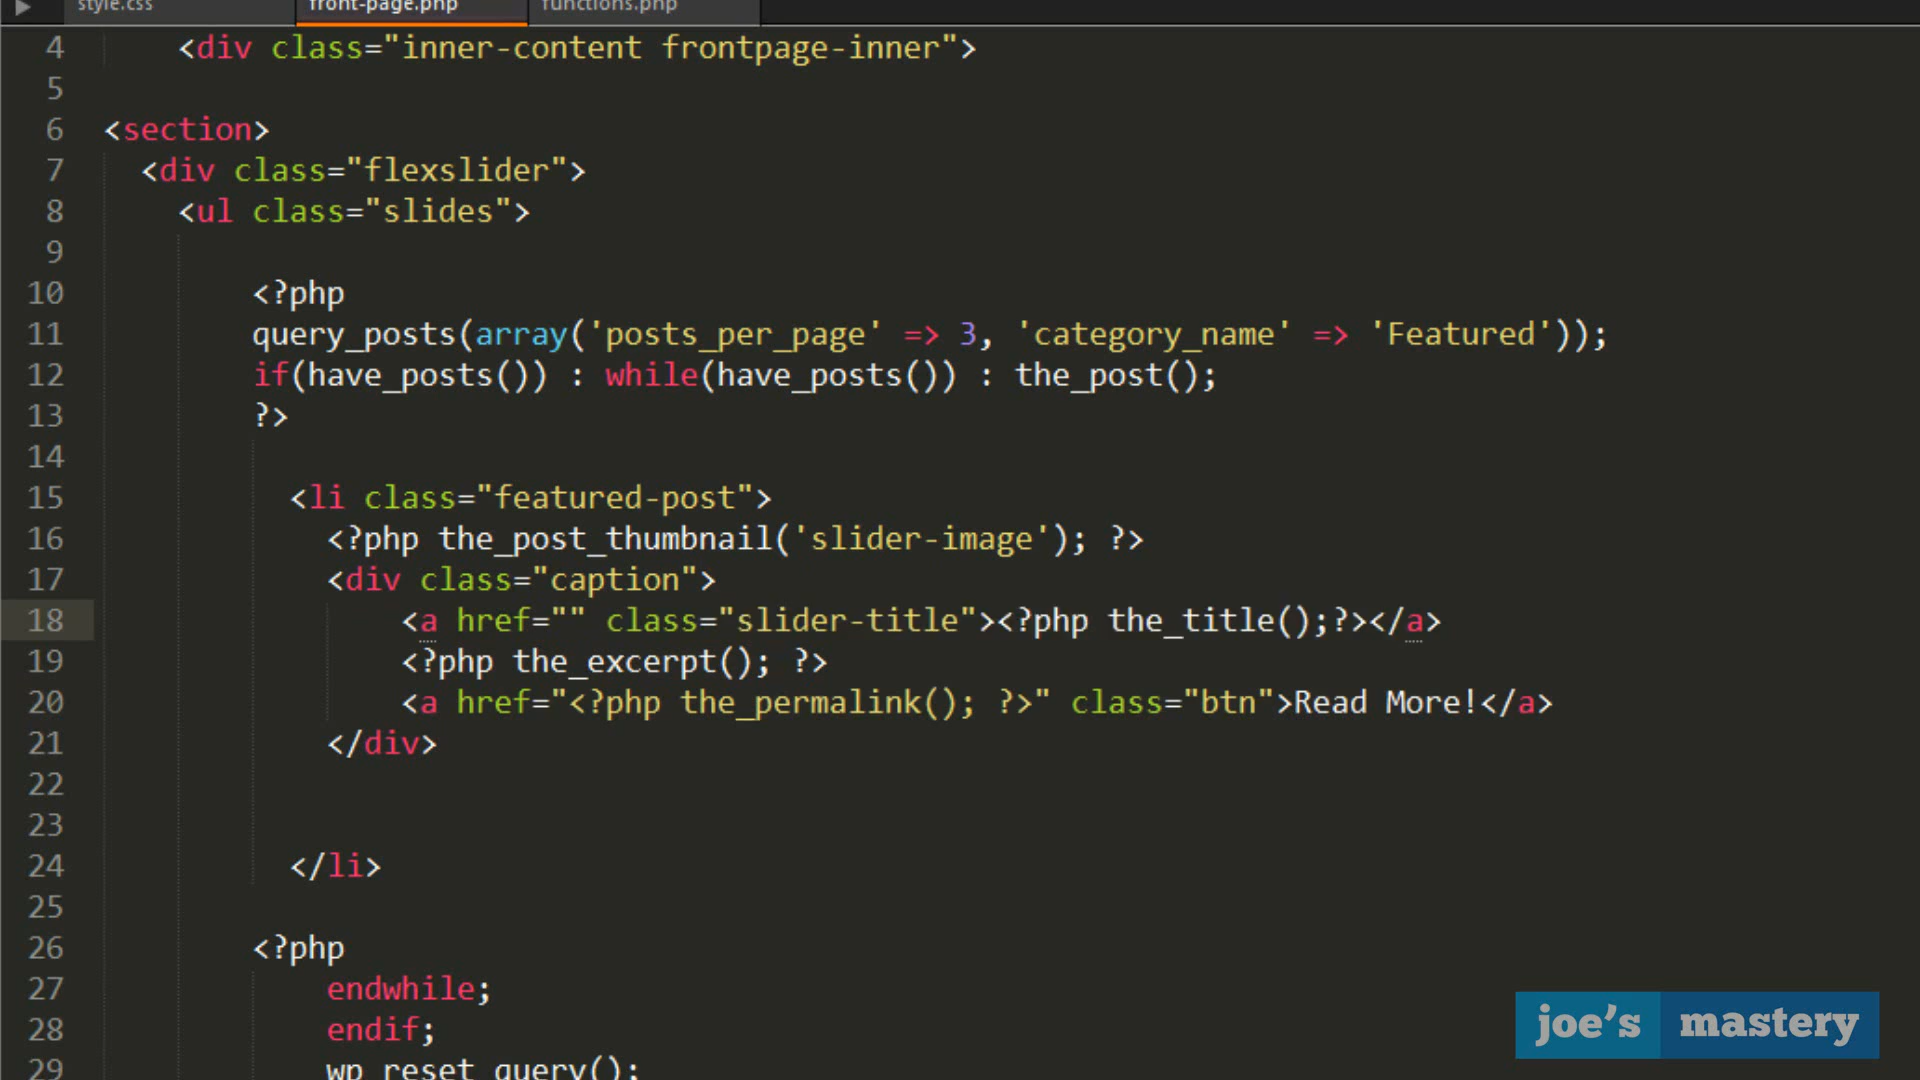 style.css front-page.php functions.php
4 <div class="inner-content frontpage-inner">
5
6 <section>
7 <div class="flexslider">
8 <ul class="slides">
9
10 <?php
11 query_posts(array('posts_per_page' => 3, 'category_name' => 'Featured'));
12 if(have_posts()) : while(have_posts()) : the_post();
13 ?>
14
15 <li class="featured-post">
16 <?php the_post_thumbnail('slider-image'); ?>
17 <div class="caption">
18 <a href="" class="slider-title"><?php the_title();?></a>
19 <?php the_excerpt(); ?>
20 <a href="<?php the_permalink(); ?>" class="btn">Read More!</a>
21 </div>
22
23
24 </li>
25
26 <?php
27 endwhile;
28 endif;
29 wp_reset_query();
joe's mastery